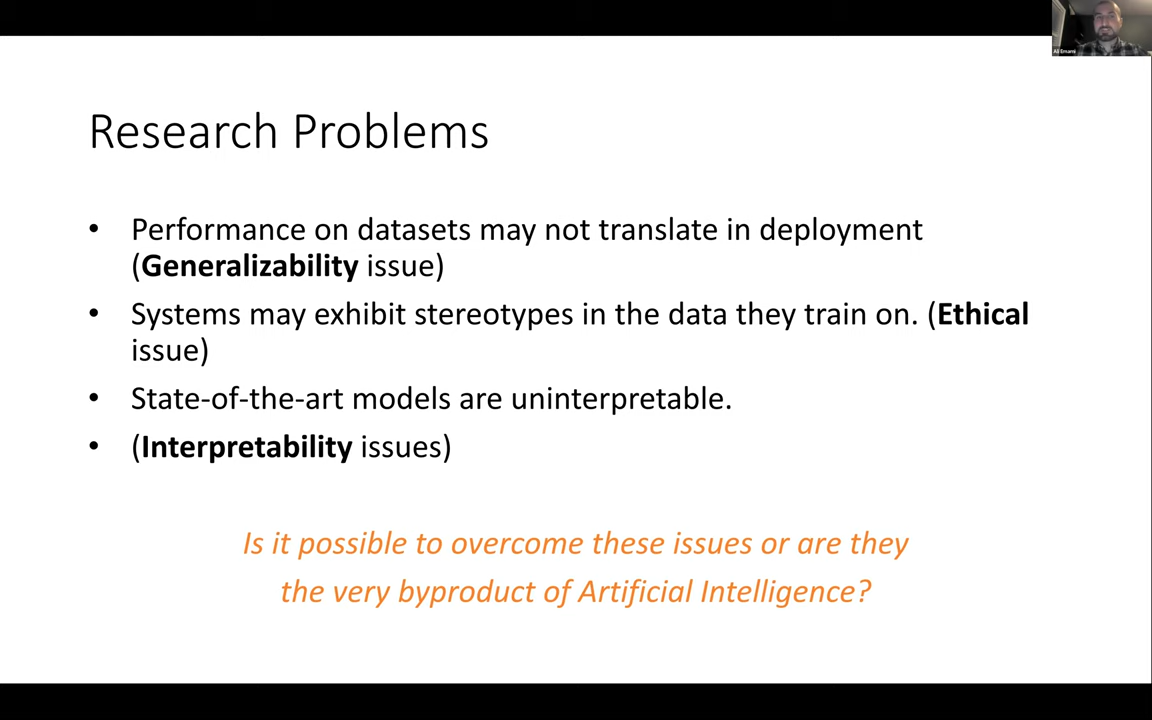 Ali Emami
Research Problems
• Performance on datasets may not translate in deployment
(Generalizability issue)
• Systems may exhibit stereotypes in the data they train on. (Ethical
issue)
• State-of-the-art models are uninterpretable.
• (Interpretability issues)
Is it possible to overcome these issues or are they
the very byproduct of Artificial Intelligence?